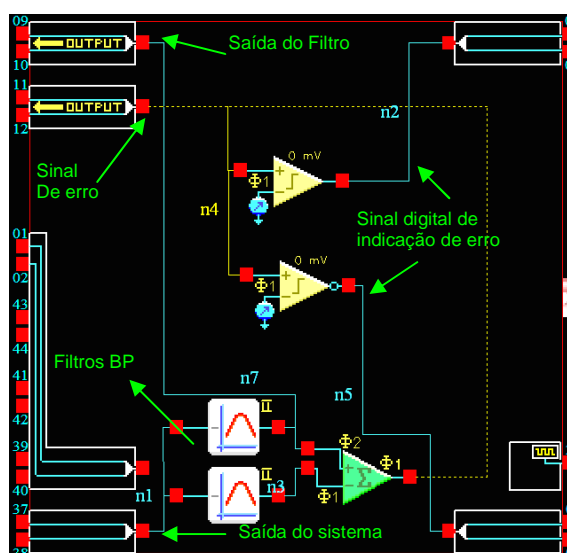 09
OUTPUT
Saída do Filtro
10
11
OUTPUT
12
n2
0 mV
Sinal
De erro
Φ1
n4
Sinal digital de
indicação de erro
01
0 mV
02
Φ1
43
44
Filtros BP
41
n7
n5
II
42
39
Φ2
Φ1
II
Σ
40
n1
n3
Φ1
37
Saída do sistema
38